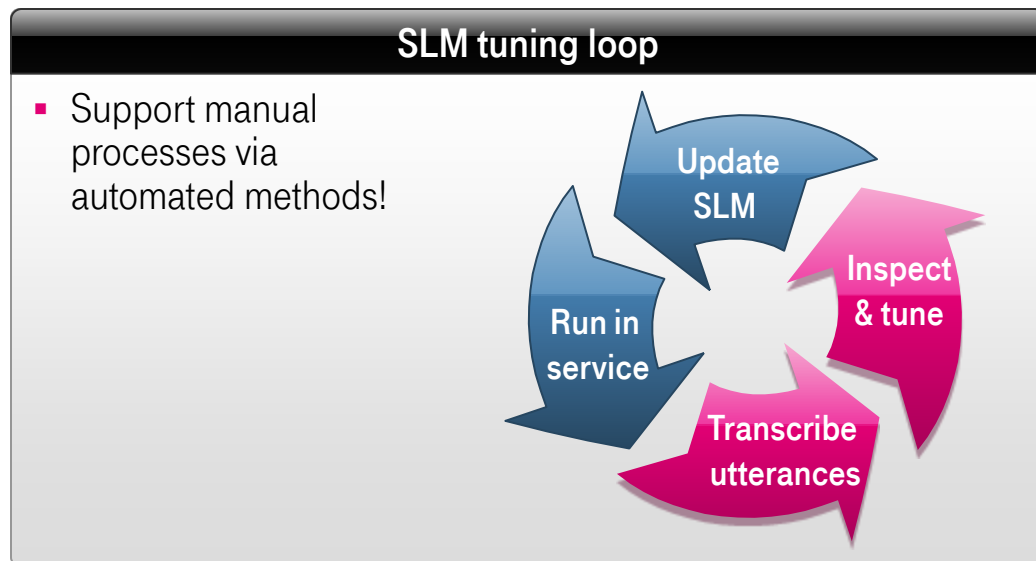 SLM tuning loop
Support manual
processes via
automated methods!
Update
SLM
Inspect
& tune
Run in
service
Transcribe
utterances